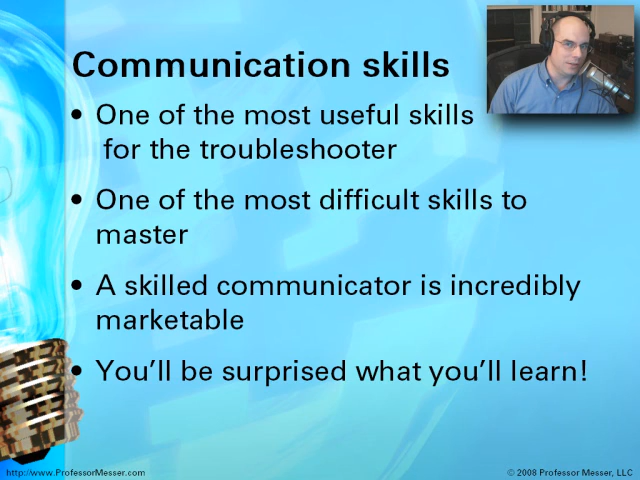 Communication skills
• One of the most useful skills
for the troubleshooter
• One of the most difficult skills to
master
• A skilled communicator is incredibly
marketable
• You'll be surprised what you'll learn!
http://www.ProfessorMesser.com
© 2008 Professor Messer, LLC